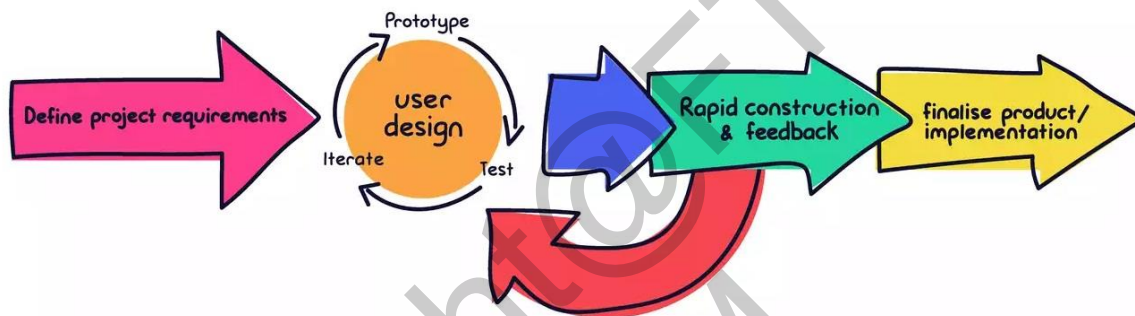 Define project requirements
Prototype
user
design
Iterate
Test
Rapid construction
& feedback
finalise product/
implementation